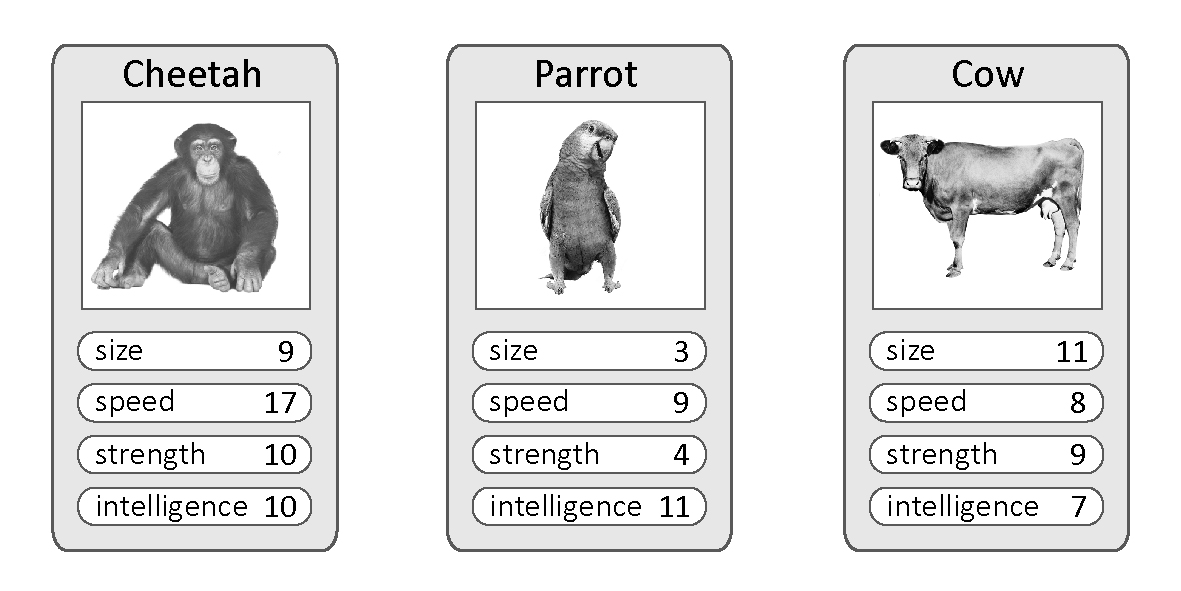 Cheetah
size 9
speed 17
strength 10
intelligence 10
Parrot
size 3
speed 9
strength 4
intelligence 11
Cow
size 11
speed 8
strength 9
intelligence 7